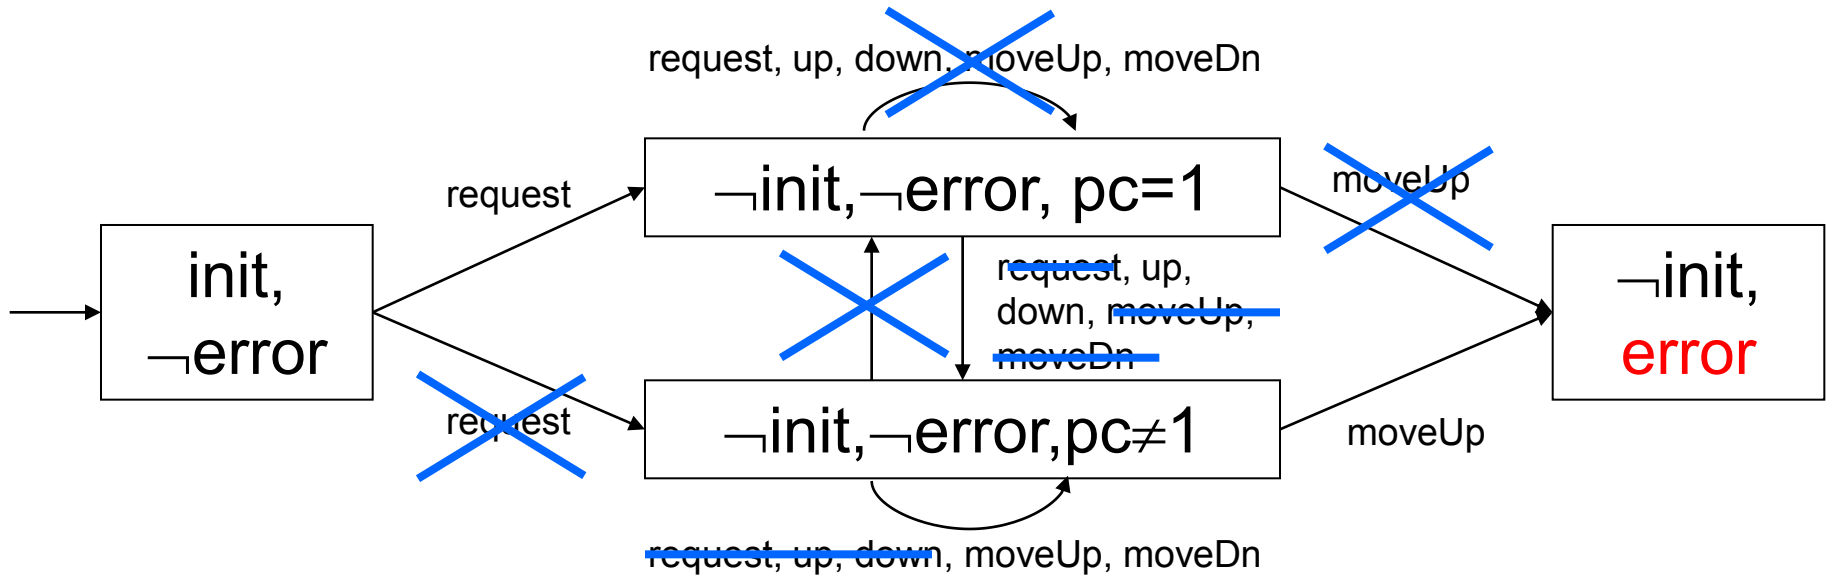 request, up, down, moveUp, moveDn
¬init,¬error, pc=1
request
moveUp
init,
¬error
request, up,
down, moveUp,
moveDn
¬init,
error
request
¬init,¬error,pc≠1
moveUp
request, up, down, moveUp, moveDn